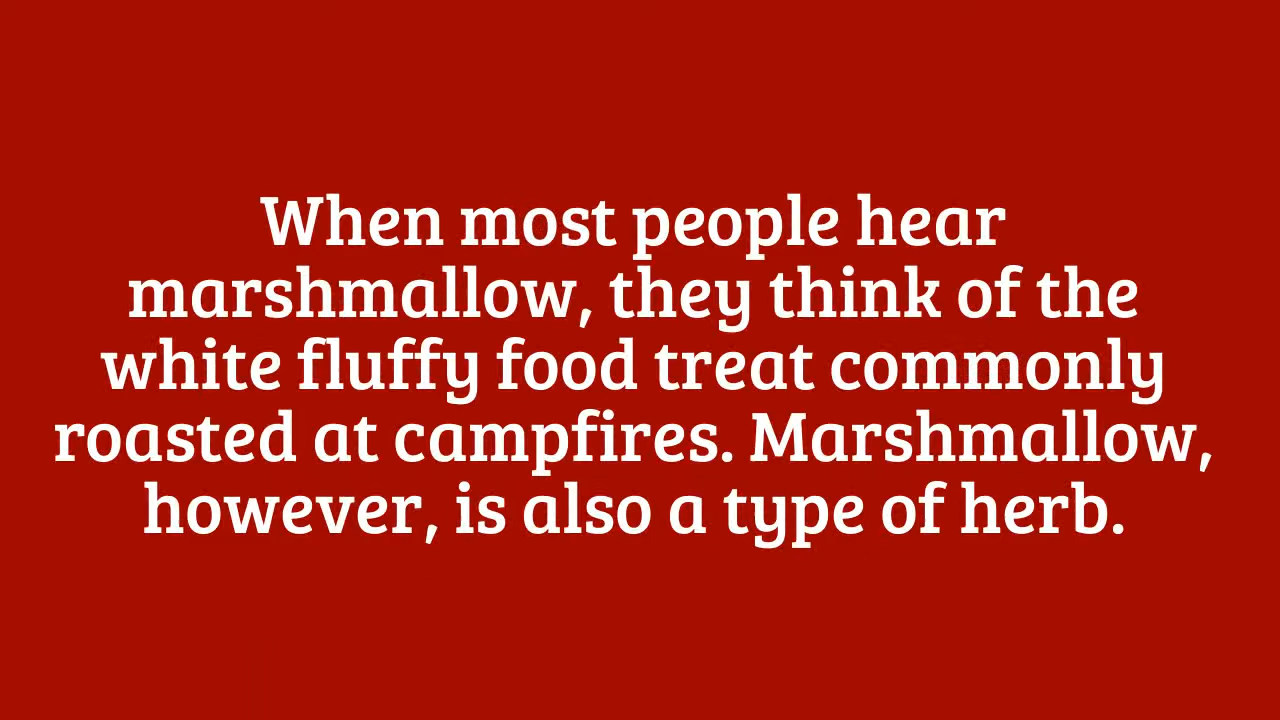 When most people hear
marshmallow, they think of the
white fluffy food treat commonly
roasted at campfires. Marshmallow,
however, is also a type of herb.